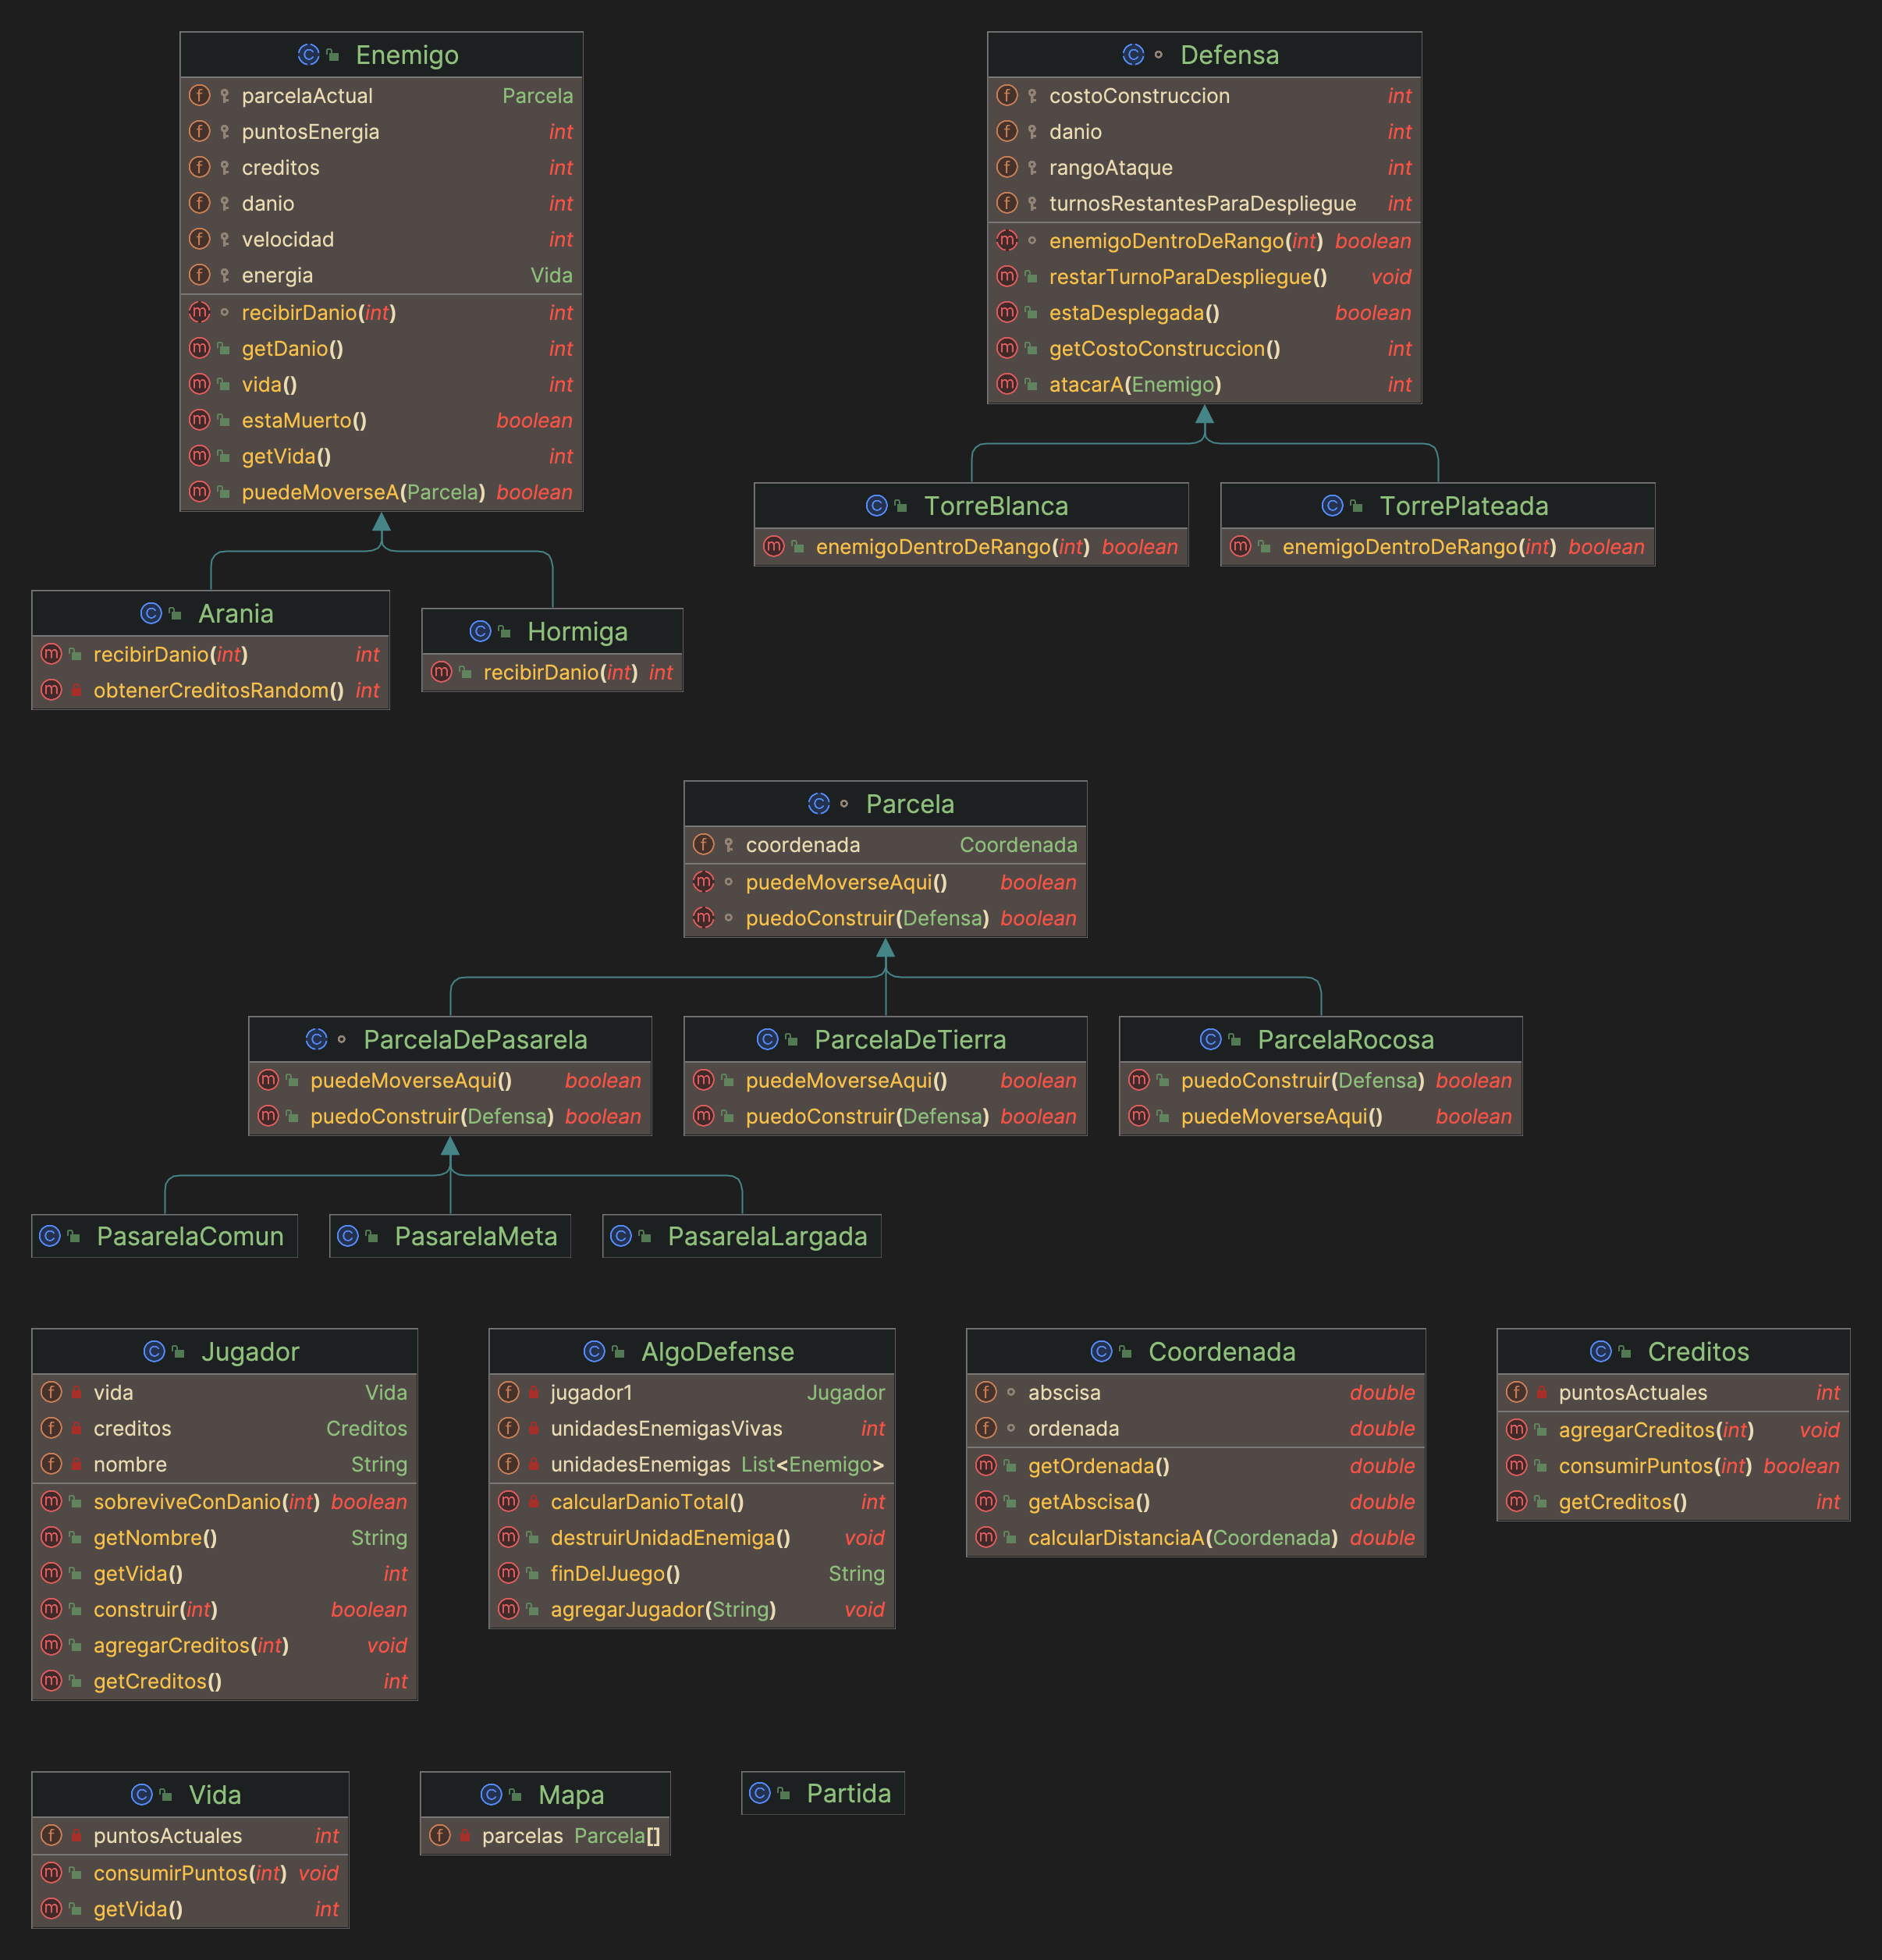 Enemigo
parcelaActual Parcela
puntosEnergia int
creditos int
danio int
velocidad int
energia Vida
recibirDanio(int) int
getDanio() int
vida() int
estaMuerto() boolean
getVida() int
puedeMoverseA(Parcela) boolean
Defensa
costoConstruccion int
danio int
rangoAtaque int
turnosRestantesParaDespliegue int
enemigoDentroDeRango(int) boolean
restarTurnoParaDespliegue() void
estaDesplegada() boolean
getCostoConstruccion() int
atacarA(Enemigo) int
TorreBlanca
enemigoDentroDeRango(int) boolean
TorrePlateada
enemigoDentroDeRango(int) boolean
Arania
recibirDanio(int) int
obtenerCreditosRandom() int
Hormiga
recibirDanio(int) int
Parcela
coordenada Coordenada
puedeMoverseAqui() boolean
puedoConstruir(Defensa) boolean
ParcelaDePasarela
puedeMoverseAqui() boolean
puedoConstruir(Defensa) boolean
ParcelaDeTierra
puedeMoverseAqui() boolean
puedoConstruir(Defensa) boolean
ParcelaRocosa
puedoConstruir(Defensa) boolean
puedeMoverseAqui() boolean
PasarelaComun
PasarelaMeta
PasarelaLargada
Jugador
vida Vida
creditos Creditos
nombre String
sobreviveConDanio(int) boolean
getNombre() String
getVida() int
construir(int) boolean
agregarCreditos(int) void
getCreditos() int
AlgoDefense
jugador1 Jugador
unidadesEnemigasVivas int
unidadesEnemigas List<Enemigo>
calcularDanioTotal() int
destruirUnidadEnemiga() void
finDelJuego() String
agregarJugador(String) void
Coordenada
abscisa double
ordenada double
getOrdenada() double
getAbscisa() double
calcularDistanciaA(Coordenada) double
Creditos
puntosActuales int
agregarCreditos(int) void
consumirPuntos(int) boolean
getCreditos() int
Vida
puntosActuales int
consumirPuntos(int) void
getVida() int
Mapa
parcelas Parcela[]
Partida